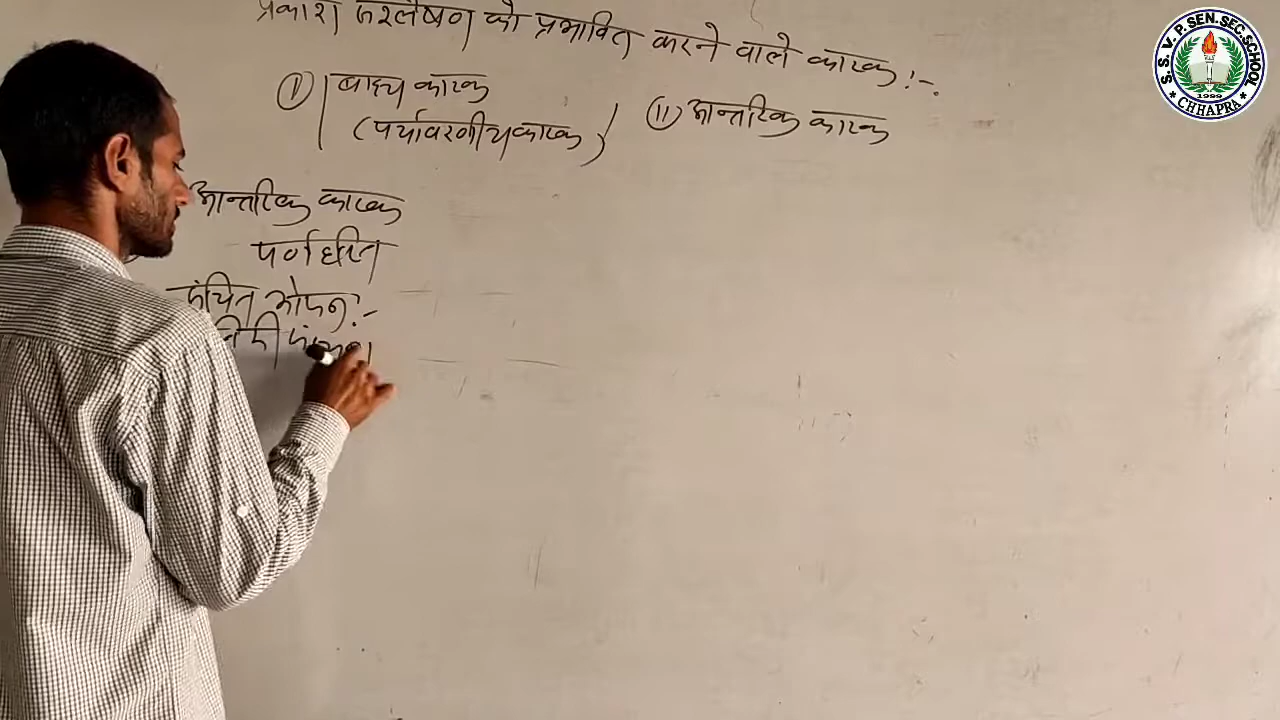 प्रकाश संश्लेषण को प्रभावित करने वाले कारक :-
(I) बाह्य कारक
(पर्यावरणीय कारक)
(II) आन्तरिक कारक
आन्तरिक कारक
पर्णहरित
संचित भोजन :-
S. S. V. P. SEN. SEC. SCHOOL
1999
CHHAPRA